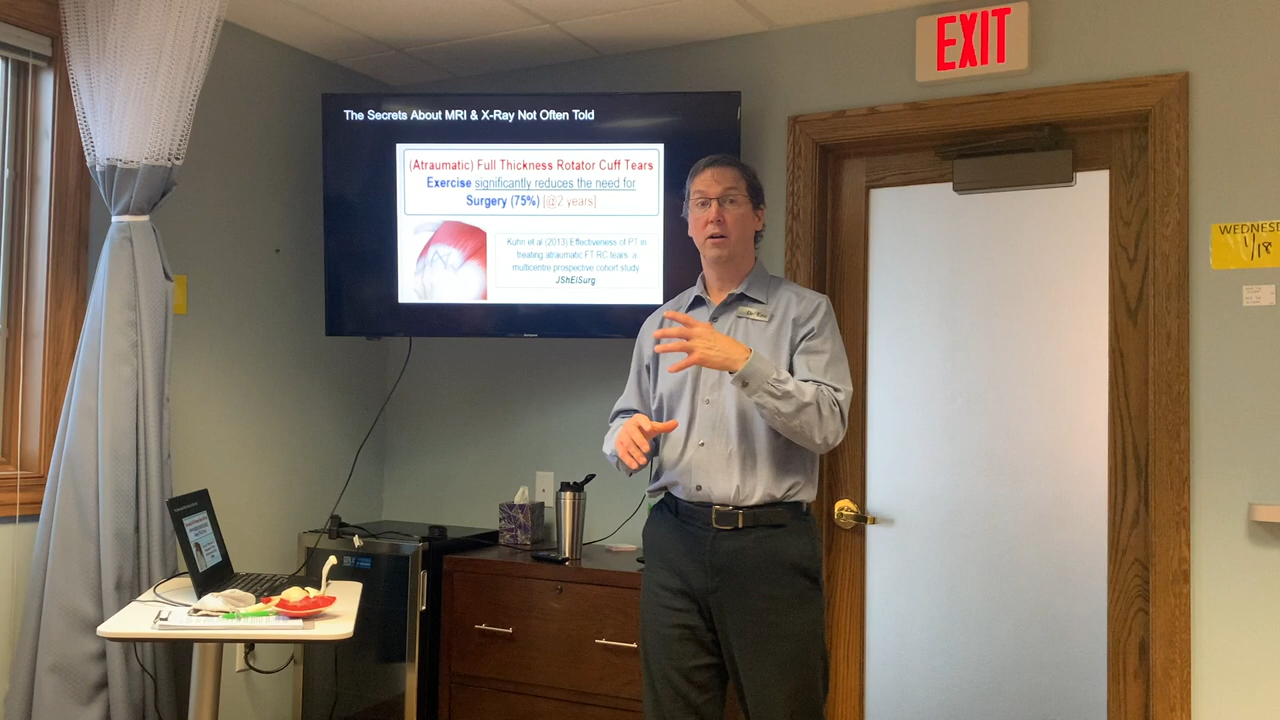 EXIT
The Secrets About MRI & X-Ray Not Often Told
(Atraumatic) Full Thickness Rotator Cuff Tears
Exercise significantly reduces the need for
Surgery (75%) [@2 years]
Kuhn et al (2013) Effectiveness of PT in
treating atraumatic FT RC tears. a
multicentre prospective cohort study.
JShElSurg
WEDNESD
1/18